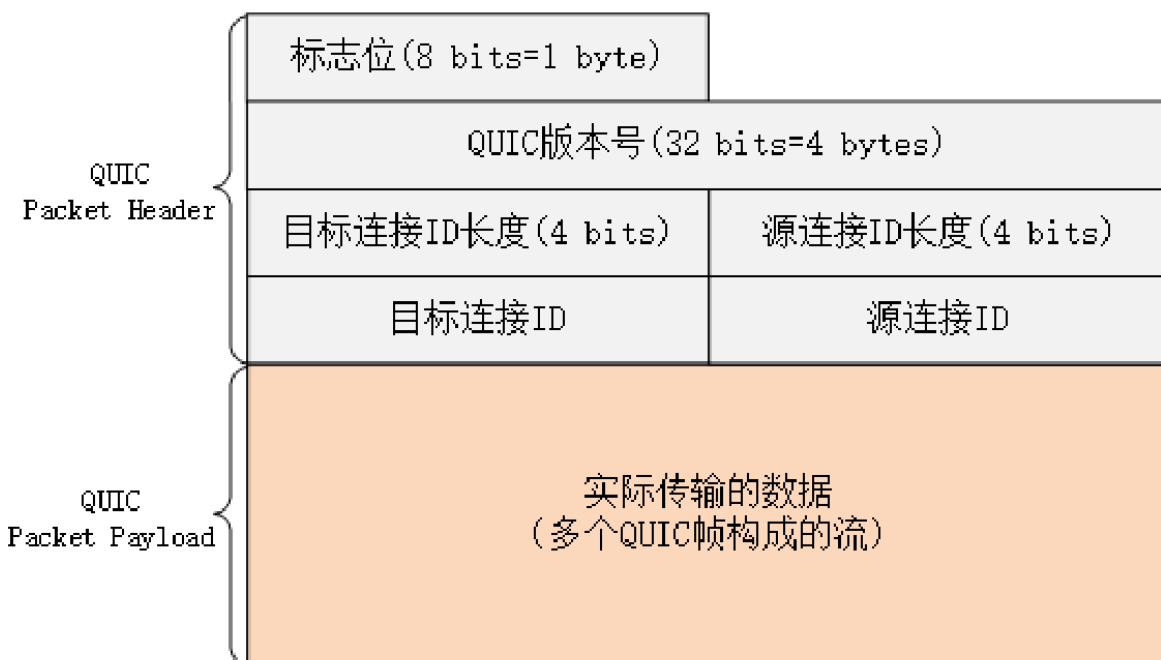 标志位(8 bits=1 byte)
QUIC版本号(32 bits=4 bytes)
QUIC
Packet Header
目标连接ID长度(4 bits)
源连接ID长度(4 bits)
目标连接ID
源连接ID
QUIC
Packet Payload
实际传输的数据
(多个QUIC帧构成的流)